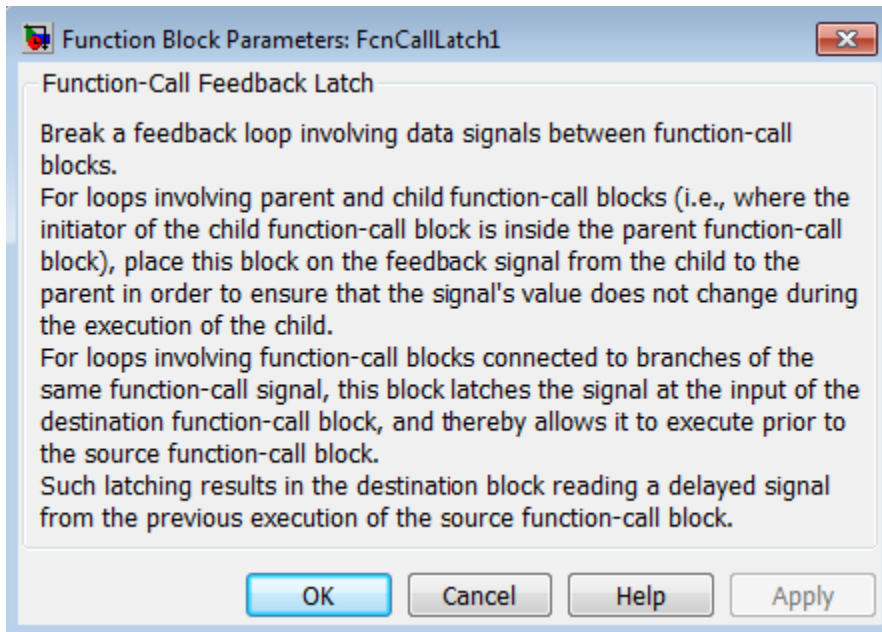 Function Block Parameters: FcnCallLatch1
Function-Call Feedback Latch
Break a feedback loop involving data signals between function-call
blocks.
For loops involving parent and child function-call blocks (i.e., where the
initiator of the child function-call block is inside the parent function-call
block), place this block on the feedback signal from the child to the
parent in order to ensure that the signal's value does not change during
the execution of the child.
For loops involving function-call blocks connected to branches of the
same function-call signal, this block latches the signal at the input of the
destination function-call block, and thereby allows it to execute prior to
the source function-call block.
Such latching results in the destination block reading a delayed signal
from the previous execution of the source function-call block.
OK Cancel Help Apply